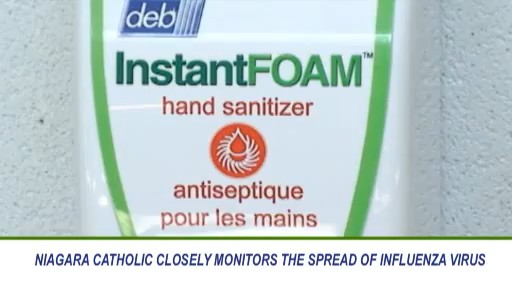 deb
InstantFOAM™
hand sanitizer
antiseptique
pour les mains
NIAGARA CATHOLIC CLOSELY MONITORS THE SPREAD OF INFLUENZA VIRUS